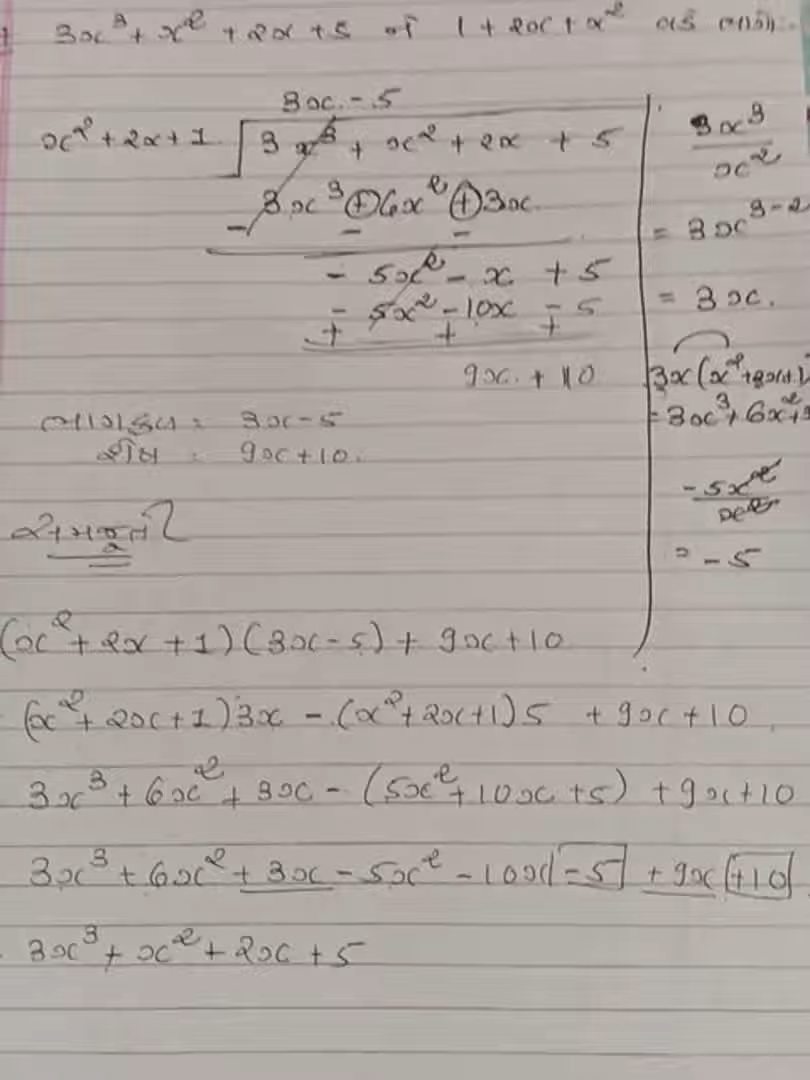 3x³ + x² + 2x + 5 ને 1 + 2x + x² વડે ભાગો.
3x - 5
x² + 2x + 1 3x³ + x² + 2x + 5
3x³ + 6x² + 3x
- - -
- 5x² - x + 5
- 5x² - 10x - 5
+ + +
9x + 10
ભાગફળ = 3x - 5
શેષ = 9x + 10.
સમજૂતી
(x² + 2x + 1) (3x - 5) + 9x + 10
(x² + 2x + 1) 3x - (x² + 2x + 1) 5 + 9x + 10
3x³ + 6x² + 3x - (5x² + 10x + 5) + 9x + 10
3x³ + 6x² + 3x - 5x² - 10x - 5 + 9x + 10
3x³ + x² + 2x + 5
3x³
x²
= 3x³⁻²
= 3x.
3x(x² + 2x + 1)
= 3x³ + 6x² + 3
- 5x²
x²
= - 5